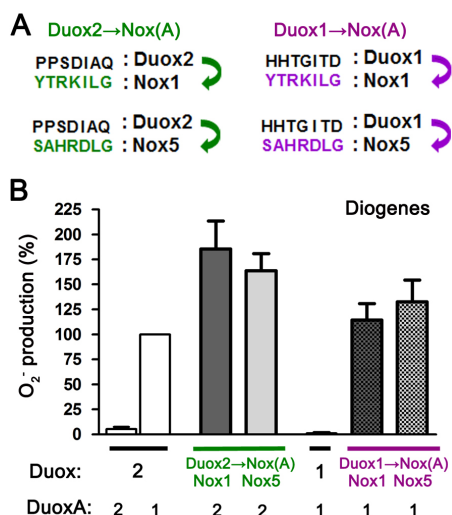 A
Duox2→Nox(A) Duox1→Nox(A)
PPSDIAQ : Duox2 HHTGITD : Duox1
YTRKILG : Nox1 YTRKILG : Nox1
PPSDIAQ : Duox2 HHTGITD : Duox1
SAHRDLG : Nox5 SAHRDLG : Nox5
B
Diogenes
O2- production (%)
225
200
175
150
125
100
75
50
25
0
Duox: 2 Duox2→Nox(A) 1 Duox1→Nox(A)
Nox1 Nox5 Nox1 Nox5
DuoxA: 2 1 2 2 1 1 1